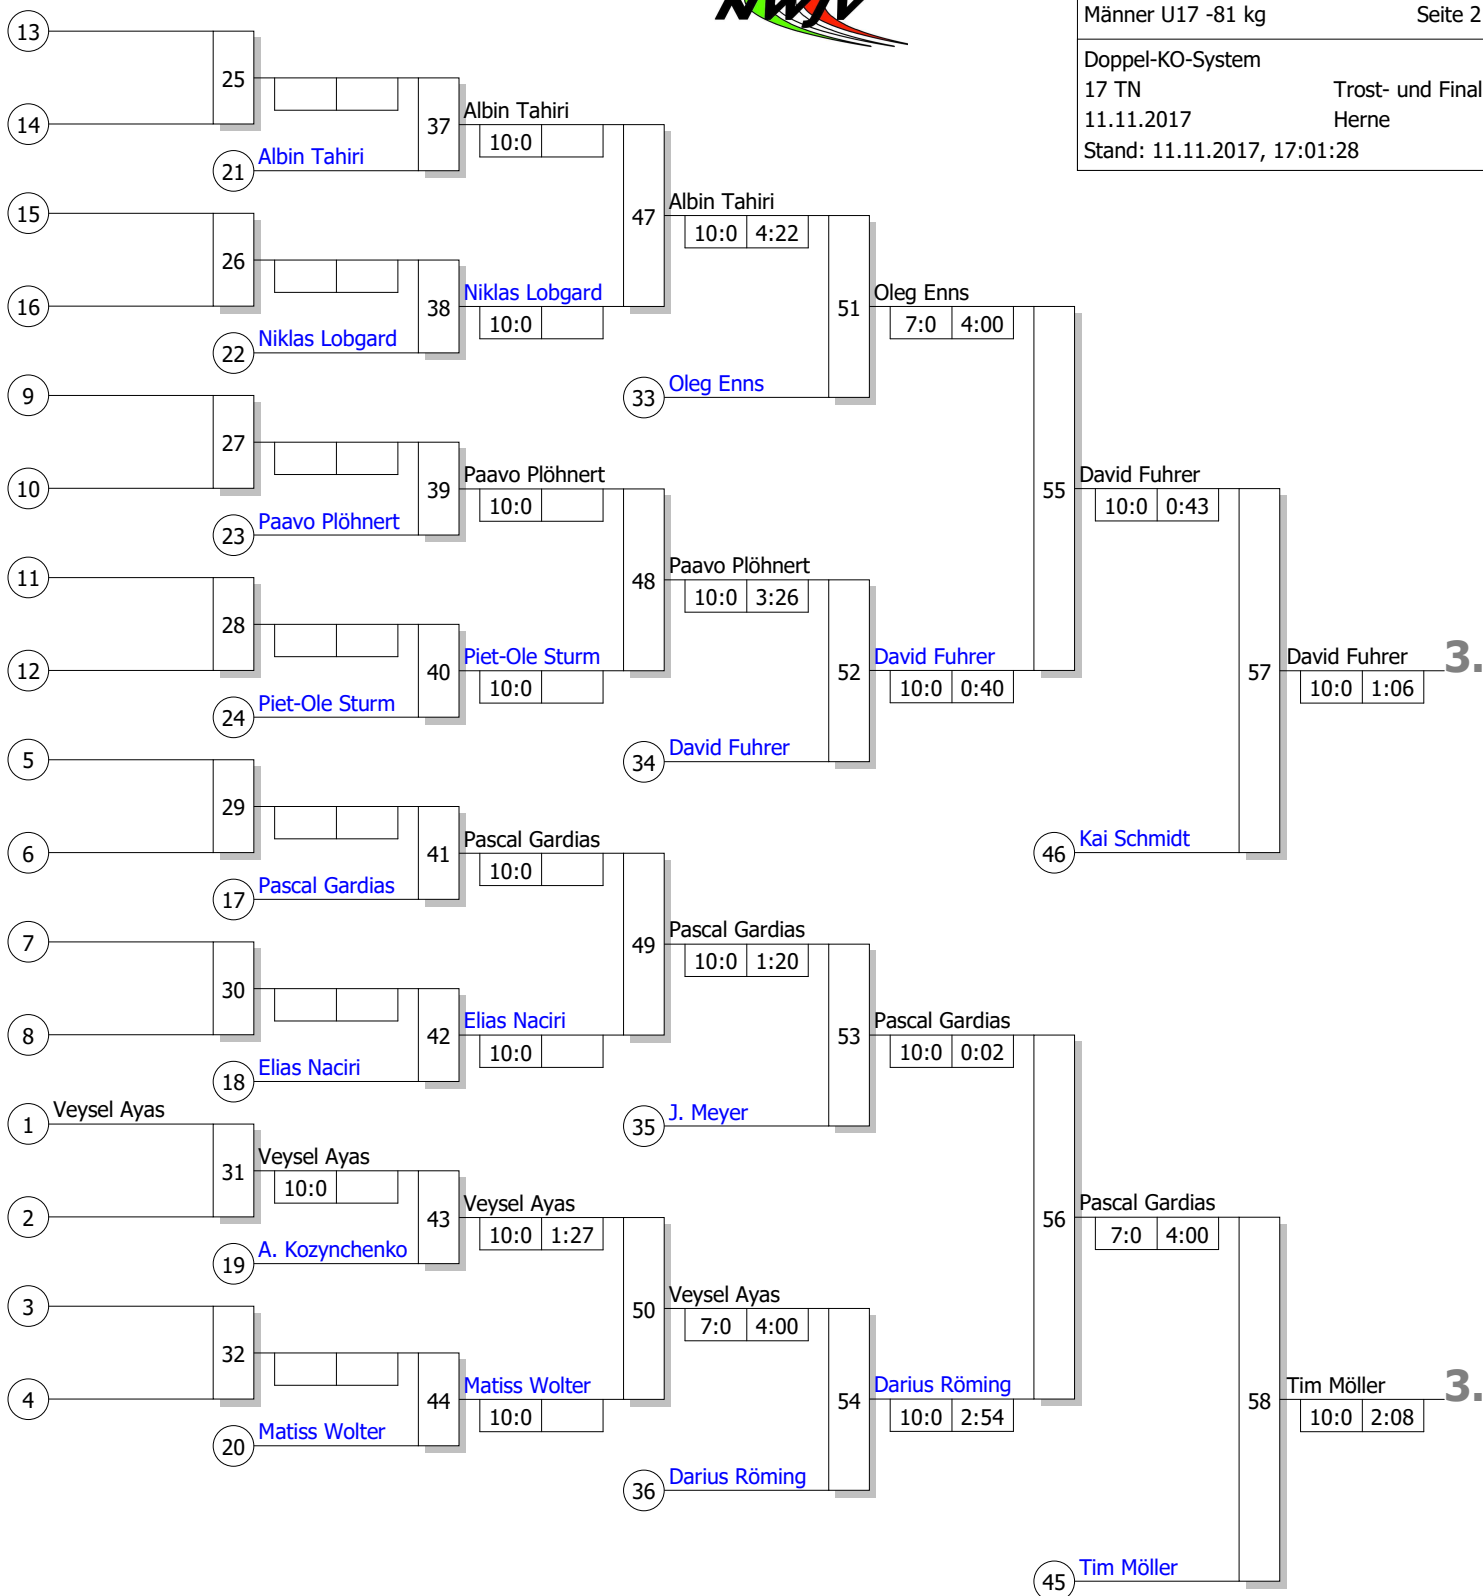 NWJV
Männer U17 -81 kg Seite 2
Doppel-KO-System
17 TN Trost- und Final
11.11.2017 Herne
Stand: 11.11.2017, 17:01:28
13
25
14
37
Albin Tahiri
10:0
21
Albin Tahiri
15
47
Albin Tahiri
10:0 4:22
26
16
38
Niklas Lobgard
10:0
22
Niklas Lobgard
51
Oleg Enns
7:0 4:00
33
Oleg Enns
9
27
10
39
Paavo Plöhnert
10:0
23
Paavo Plöhnert
55
David Fuhrer
10:0 0:43
11
48
Paavo Plöhnert
10:0 3:26
28
12
40
Piet-Ole Sturm
10:0
24
Piet-Ole Sturm
52
David Fuhrer
10:0 0:40
57
David Fuhrer
10:0 1:06
3.
34
David Fuhrer
5
29
6
41
Pascal Gardias
10:0
17
Pascal Gardias
46
Kai Schmidt
7
49
Pascal Gardias
10:0 1:20
30
8
42
Elias Naciri
10:0
18
Elias Naciri
53
Pascal Gardias
10:0 0:02
35
J. Meyer
1
Veysel Ayas
31
Veysel Ayas
10:0
2
43
Veysel Ayas
10:0 1:27
19
A. Kozynchenko
56
Pascal Gardias
7:0 4:00
3
50
Veysel Ayas
7:0 4:00
32
4
44
Matiss Wolter
10:0
20
Matiss Wolter
54
Darius Röming
10:0 2:54
58
Tim Möller
10:0 2:08
3.
36
Darius Röming
45
Tim Möller